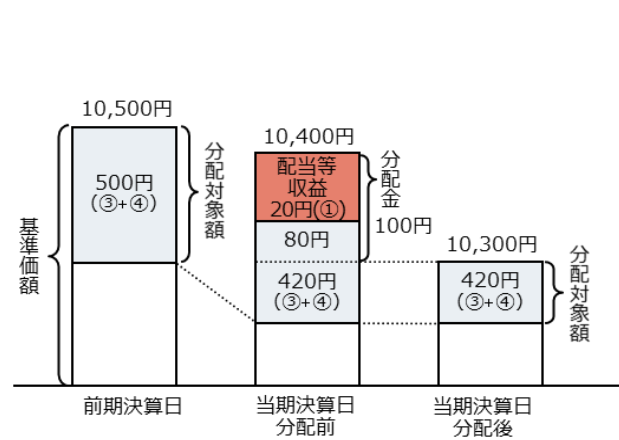 10,500円
500円
(③+④)
分配対象額
基準価額
前期決算日
10,400円
配当等
収益
20円(①)
80円
420円
(③+④)
分配金
100円
当期決算日
分配前
10,300円
420円
(③+④)
分配対象額
当期決算日
分配後